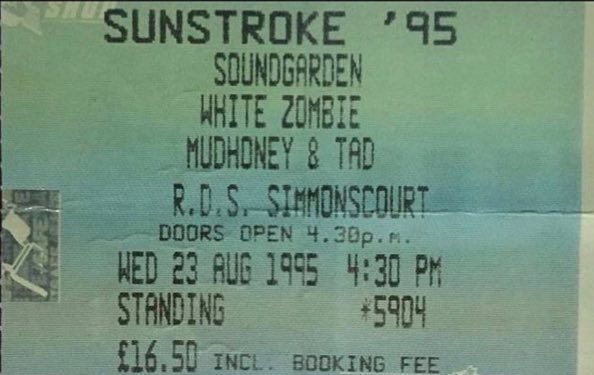 SUNSTROKE '95
SOUNDGARDEN
WHITE ZOMBIE
MUDHONEY & TAD
R.D.S. SIMMONSCOURT
DOORS OPEN 4.30p.m.
WED 23 AUG 1995 4:30 PM
STANDING *5904
£16.50 INCL. BOOKING FEE